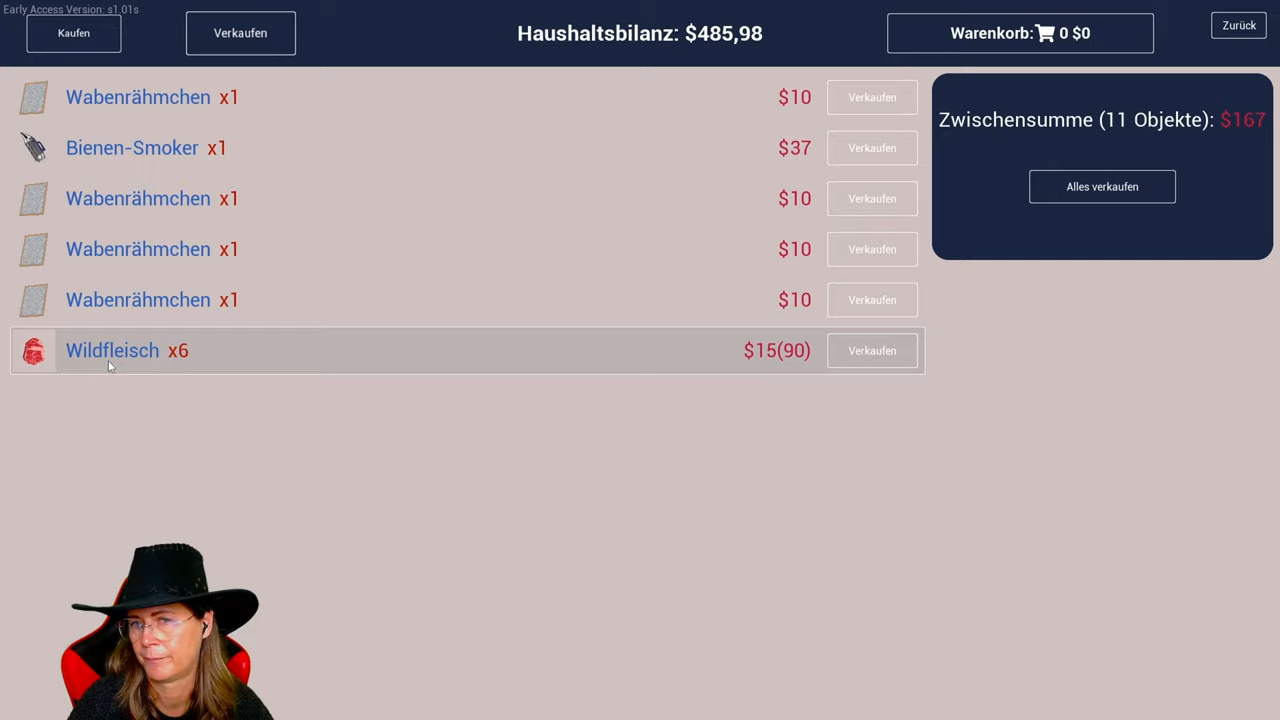 Early Access Version: s1.01s
Kaufen
Verkaufen
Haushaltsbilanz: $485,98
Warenkorb: 0 $0
Zurück
Wabenrähmchen x1 $10 Verkaufen
Bienen-Smoker x1 $37 Verkaufen
Wabenrähmchen x1 $10 Verkaufen
Wabenrähmchen x1 $10 Verkaufen
Wabenrähmchen x1 $10 Verkaufen
Wildfleisch x6 $15(90) Verkaufen
Zwischensumme (11 Objekte): $167
Alles verkaufen